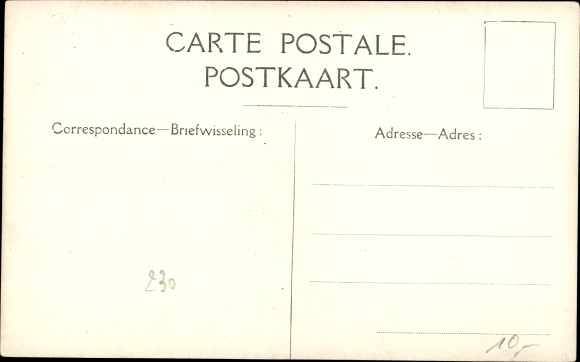 CARTE POSTALE.
POSTKAART.
Correspondance—Briefwisseling:
Adresse—Adres:
230
10,-